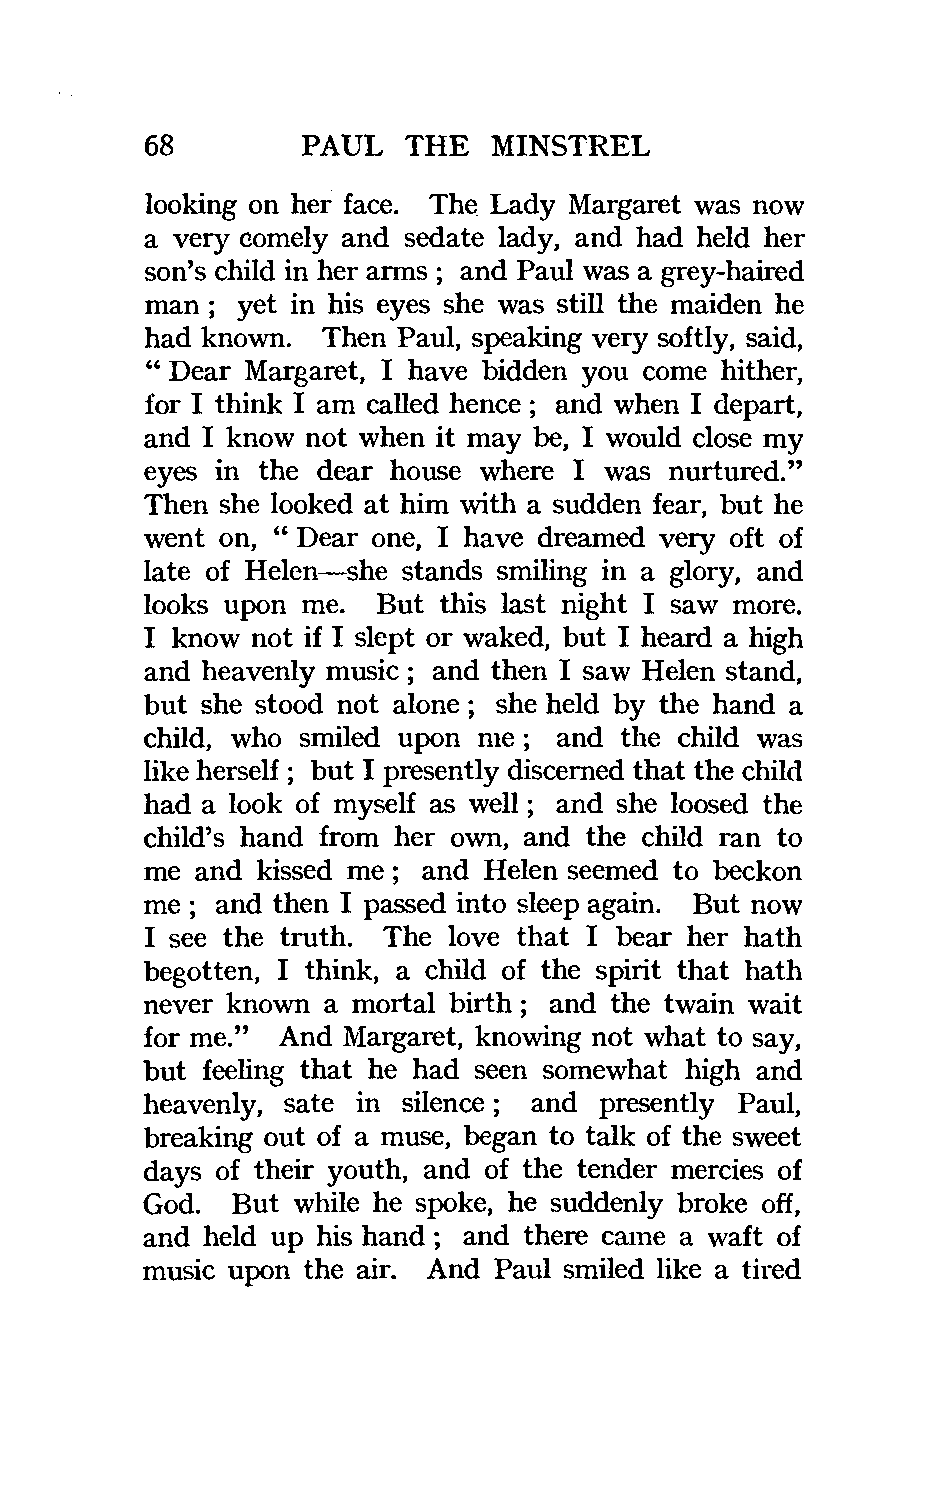 68 PAUL THE MINSTREL
looking on her face. The Lady Margaret was now
a very comely and sedate lady, and had held her
son's child in her arms ; and Paul was a grey-haired
man ; yet in his eyes she was still the maiden he
had known. Then Paul, speaking very softly, said,
“ Dear Margaret, I have bidden you come hither,
for I think I am called hence ; and when I depart,
and I know not when it may be, I would close my
eyes in the dear house where I was nurtured.”
Then she looked at him with a sudden fear, but he
went on, “ Dear one, I have dreamed very oft of
late of Helen—she stands smiling in a glory, and
looks upon me. But this last night I saw more.
I know not if I slept or waked, but I heard a high
and heavenly music ; and then I saw Helen stand,
but she stood not alone ; she held by the hand a
child, who smiled upon me ; and the child was
like herself ; but I presently discerned that the child
had a look of myself as well ; and she loosed the
child's hand from her own, and the child ran to
me and kissed me ; and Helen seemed to beckon
me ; and then I passed into sleep again. But now
I see the truth. The love that I bear her hath
begotten, I think, a child of the spirit that hath
never known a mortal birth ; and the twain wait
for me.” And Margaret, knowing not what to say,
but feeling that he had seen somewhat high and
heavenly, sate in silence ; and presently Paul,
breaking out of a muse, began to talk of the sweet
days of their youth, and of the tender mercies of
God. But while he spoke, he suddenly broke off,
and held up his hand ; and there came a waft of
music upon the air. And Paul smiled like a tired